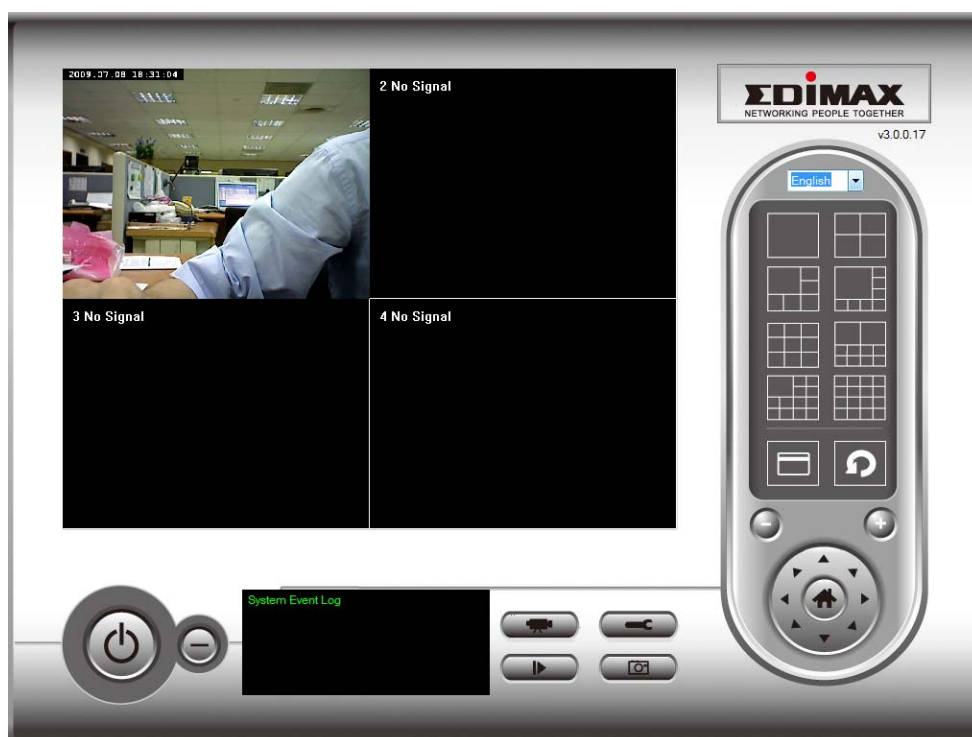 2009.07.08 18:31:04
2 No Signal
EDIMAX
NETWORKING PEOPLE TOGETHER
v3.0.0.17
English
3 No Signal
4 No Signal
System Event Log